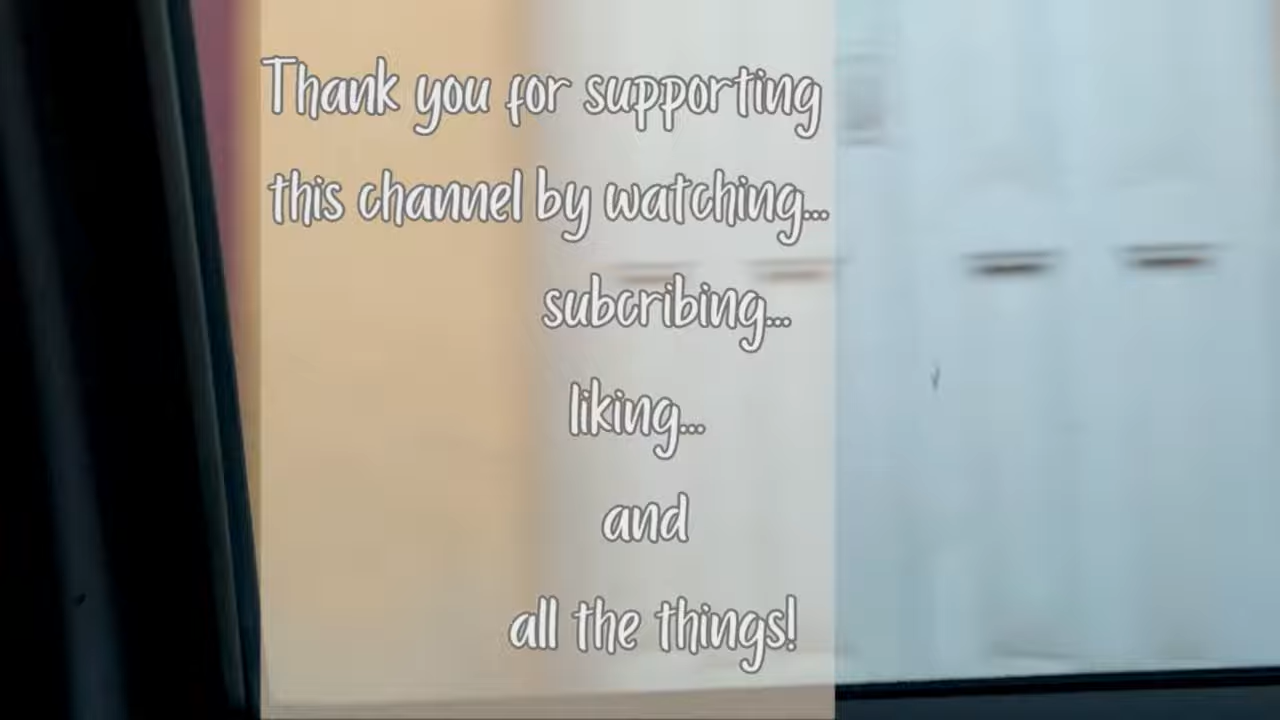 Thank you for supporting
this channel by watching...
subcribing...
liking...
and
all the things!